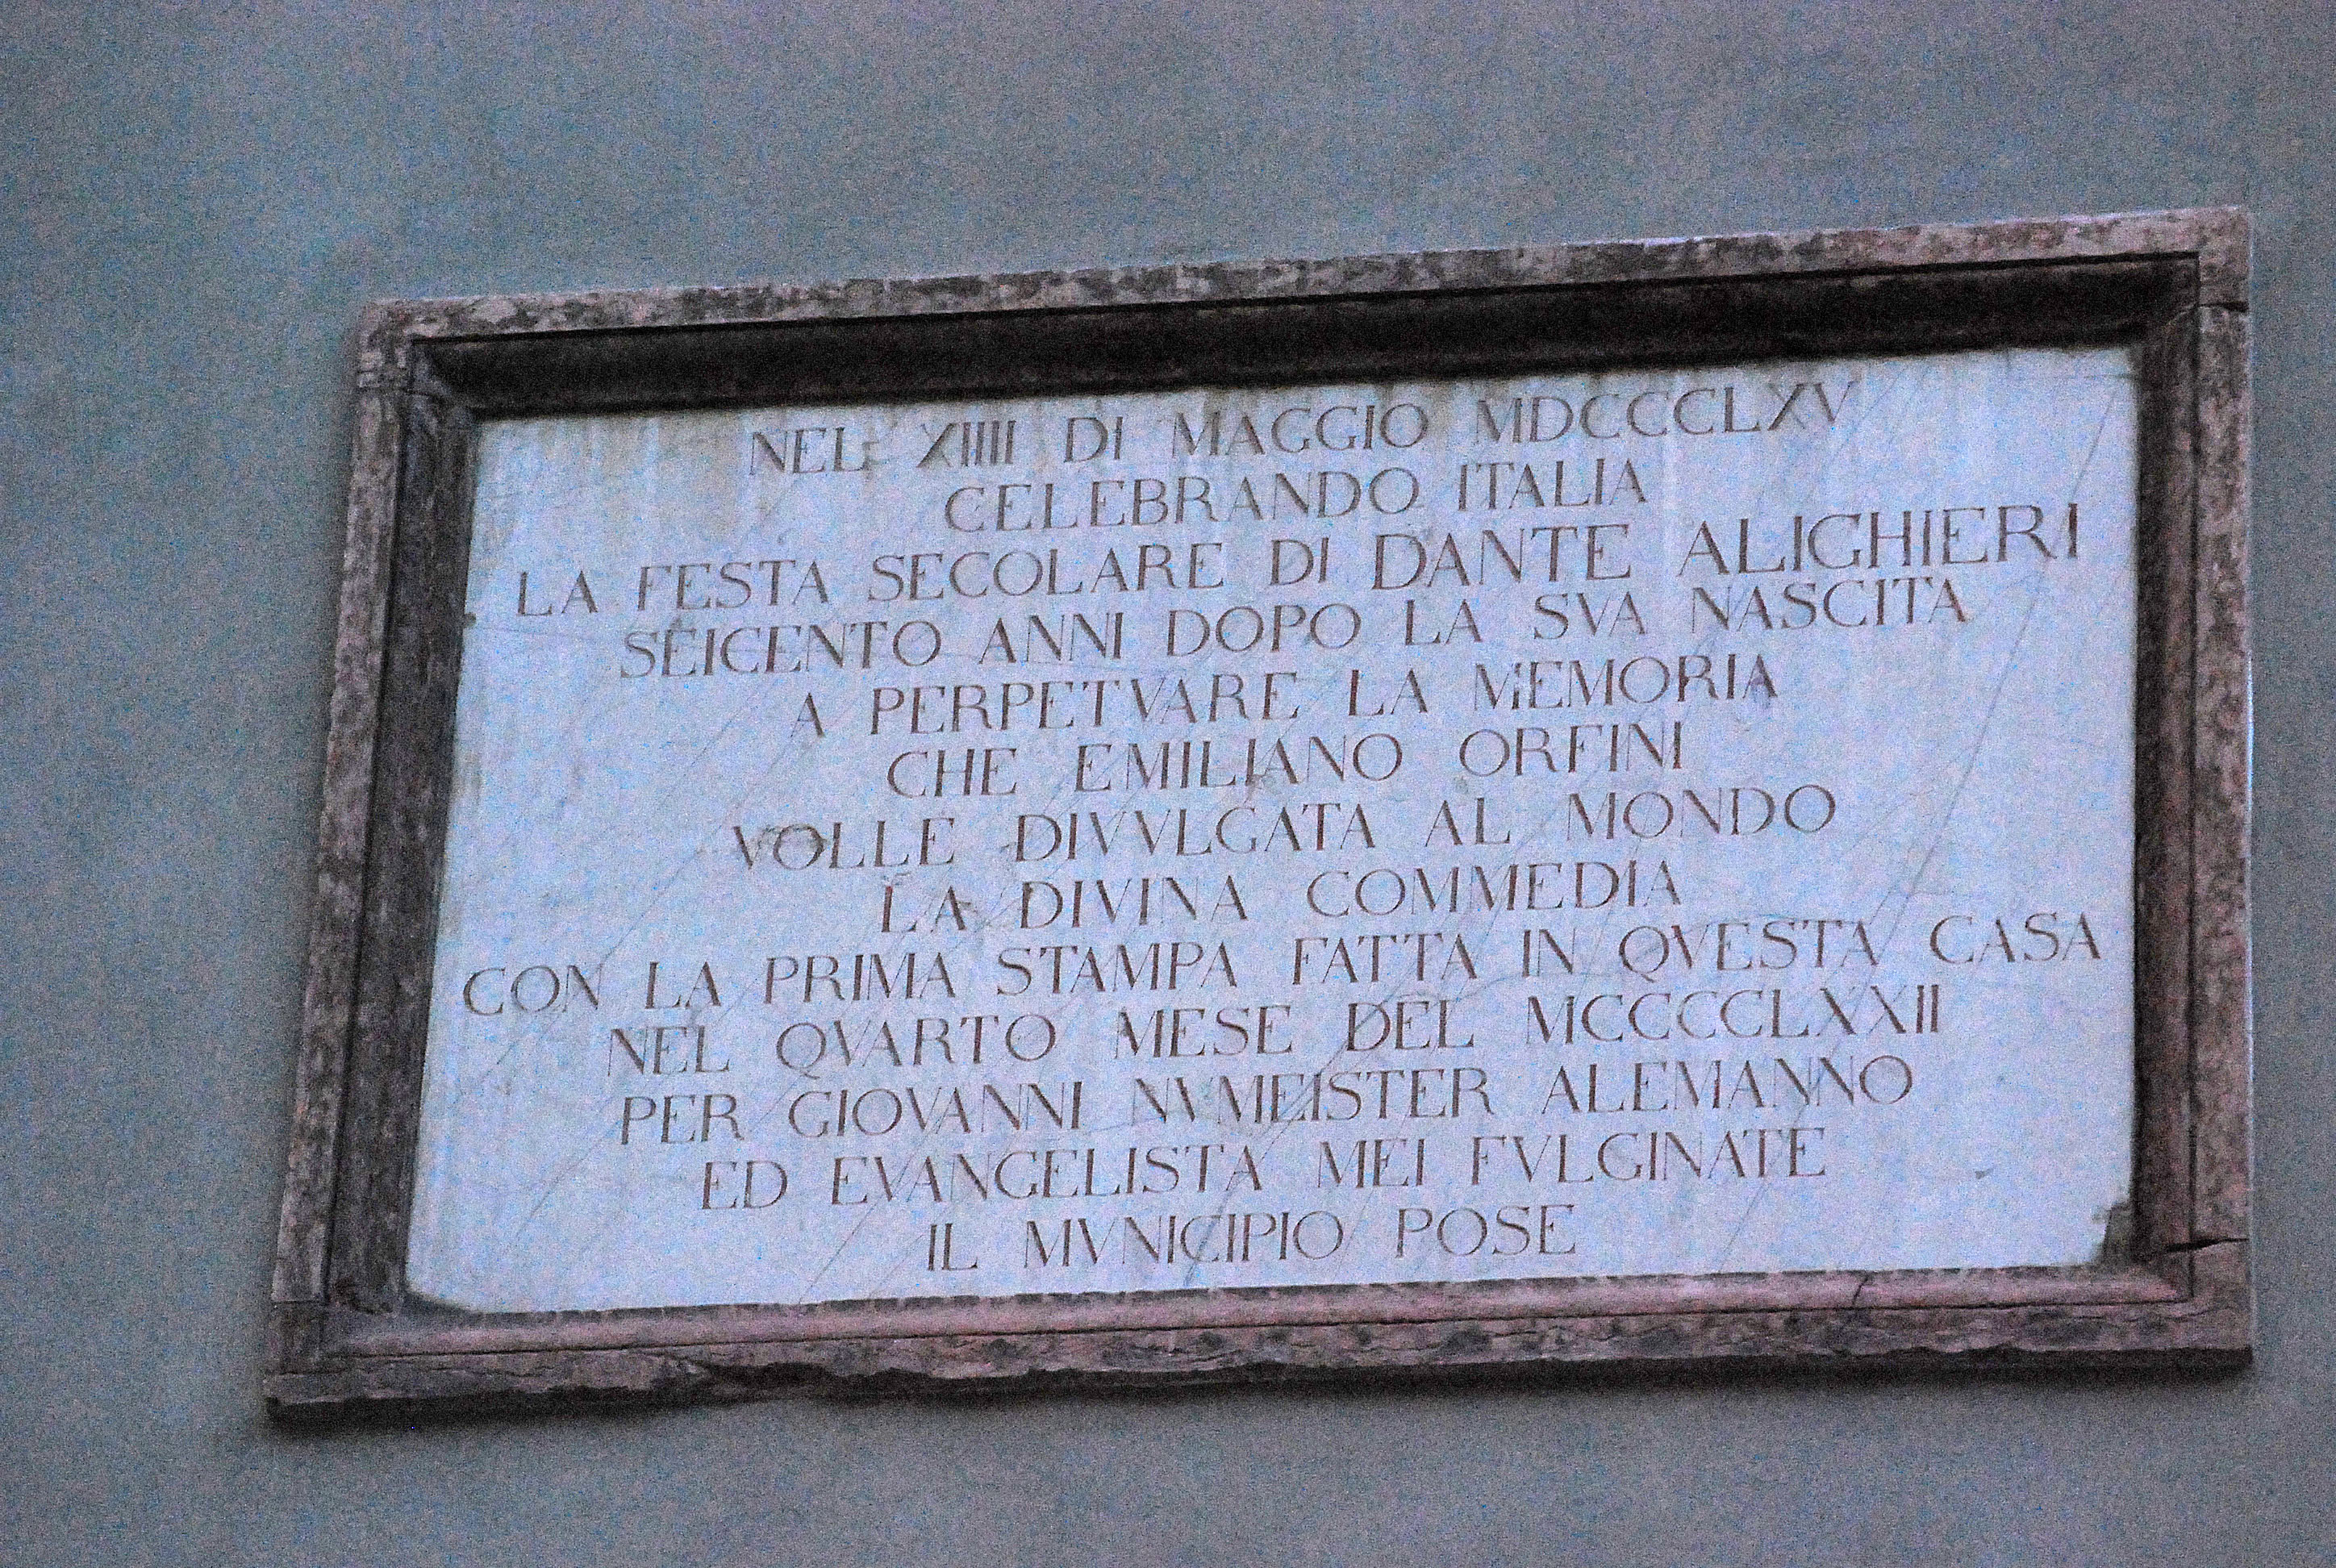 NEL XIIII DI MAGGIO MDCCCLXV
CELEBRANDO ITALIA
LA FESTA SECOLARE DI DANTE ALIGHIERI
SEICENTO ANNI DOPO LA SVA NASCITA
A PERPETVARE LA MEMORIA
CHE EMILIANO ORFINI
VOLLE DIVVLGATA AL MONDO
LA DIVINA COMMEDIA
CON LA PRIMA STAMPA FATTA IN QVESTA CASA
NEL QVARTO MESE DEL MCCCCLXXII
PER GIOVANNI NVMEISTER ALEMANNO
ED EVANGELISTA MEI FVLGINATE
IL MVNICIPIO POSE